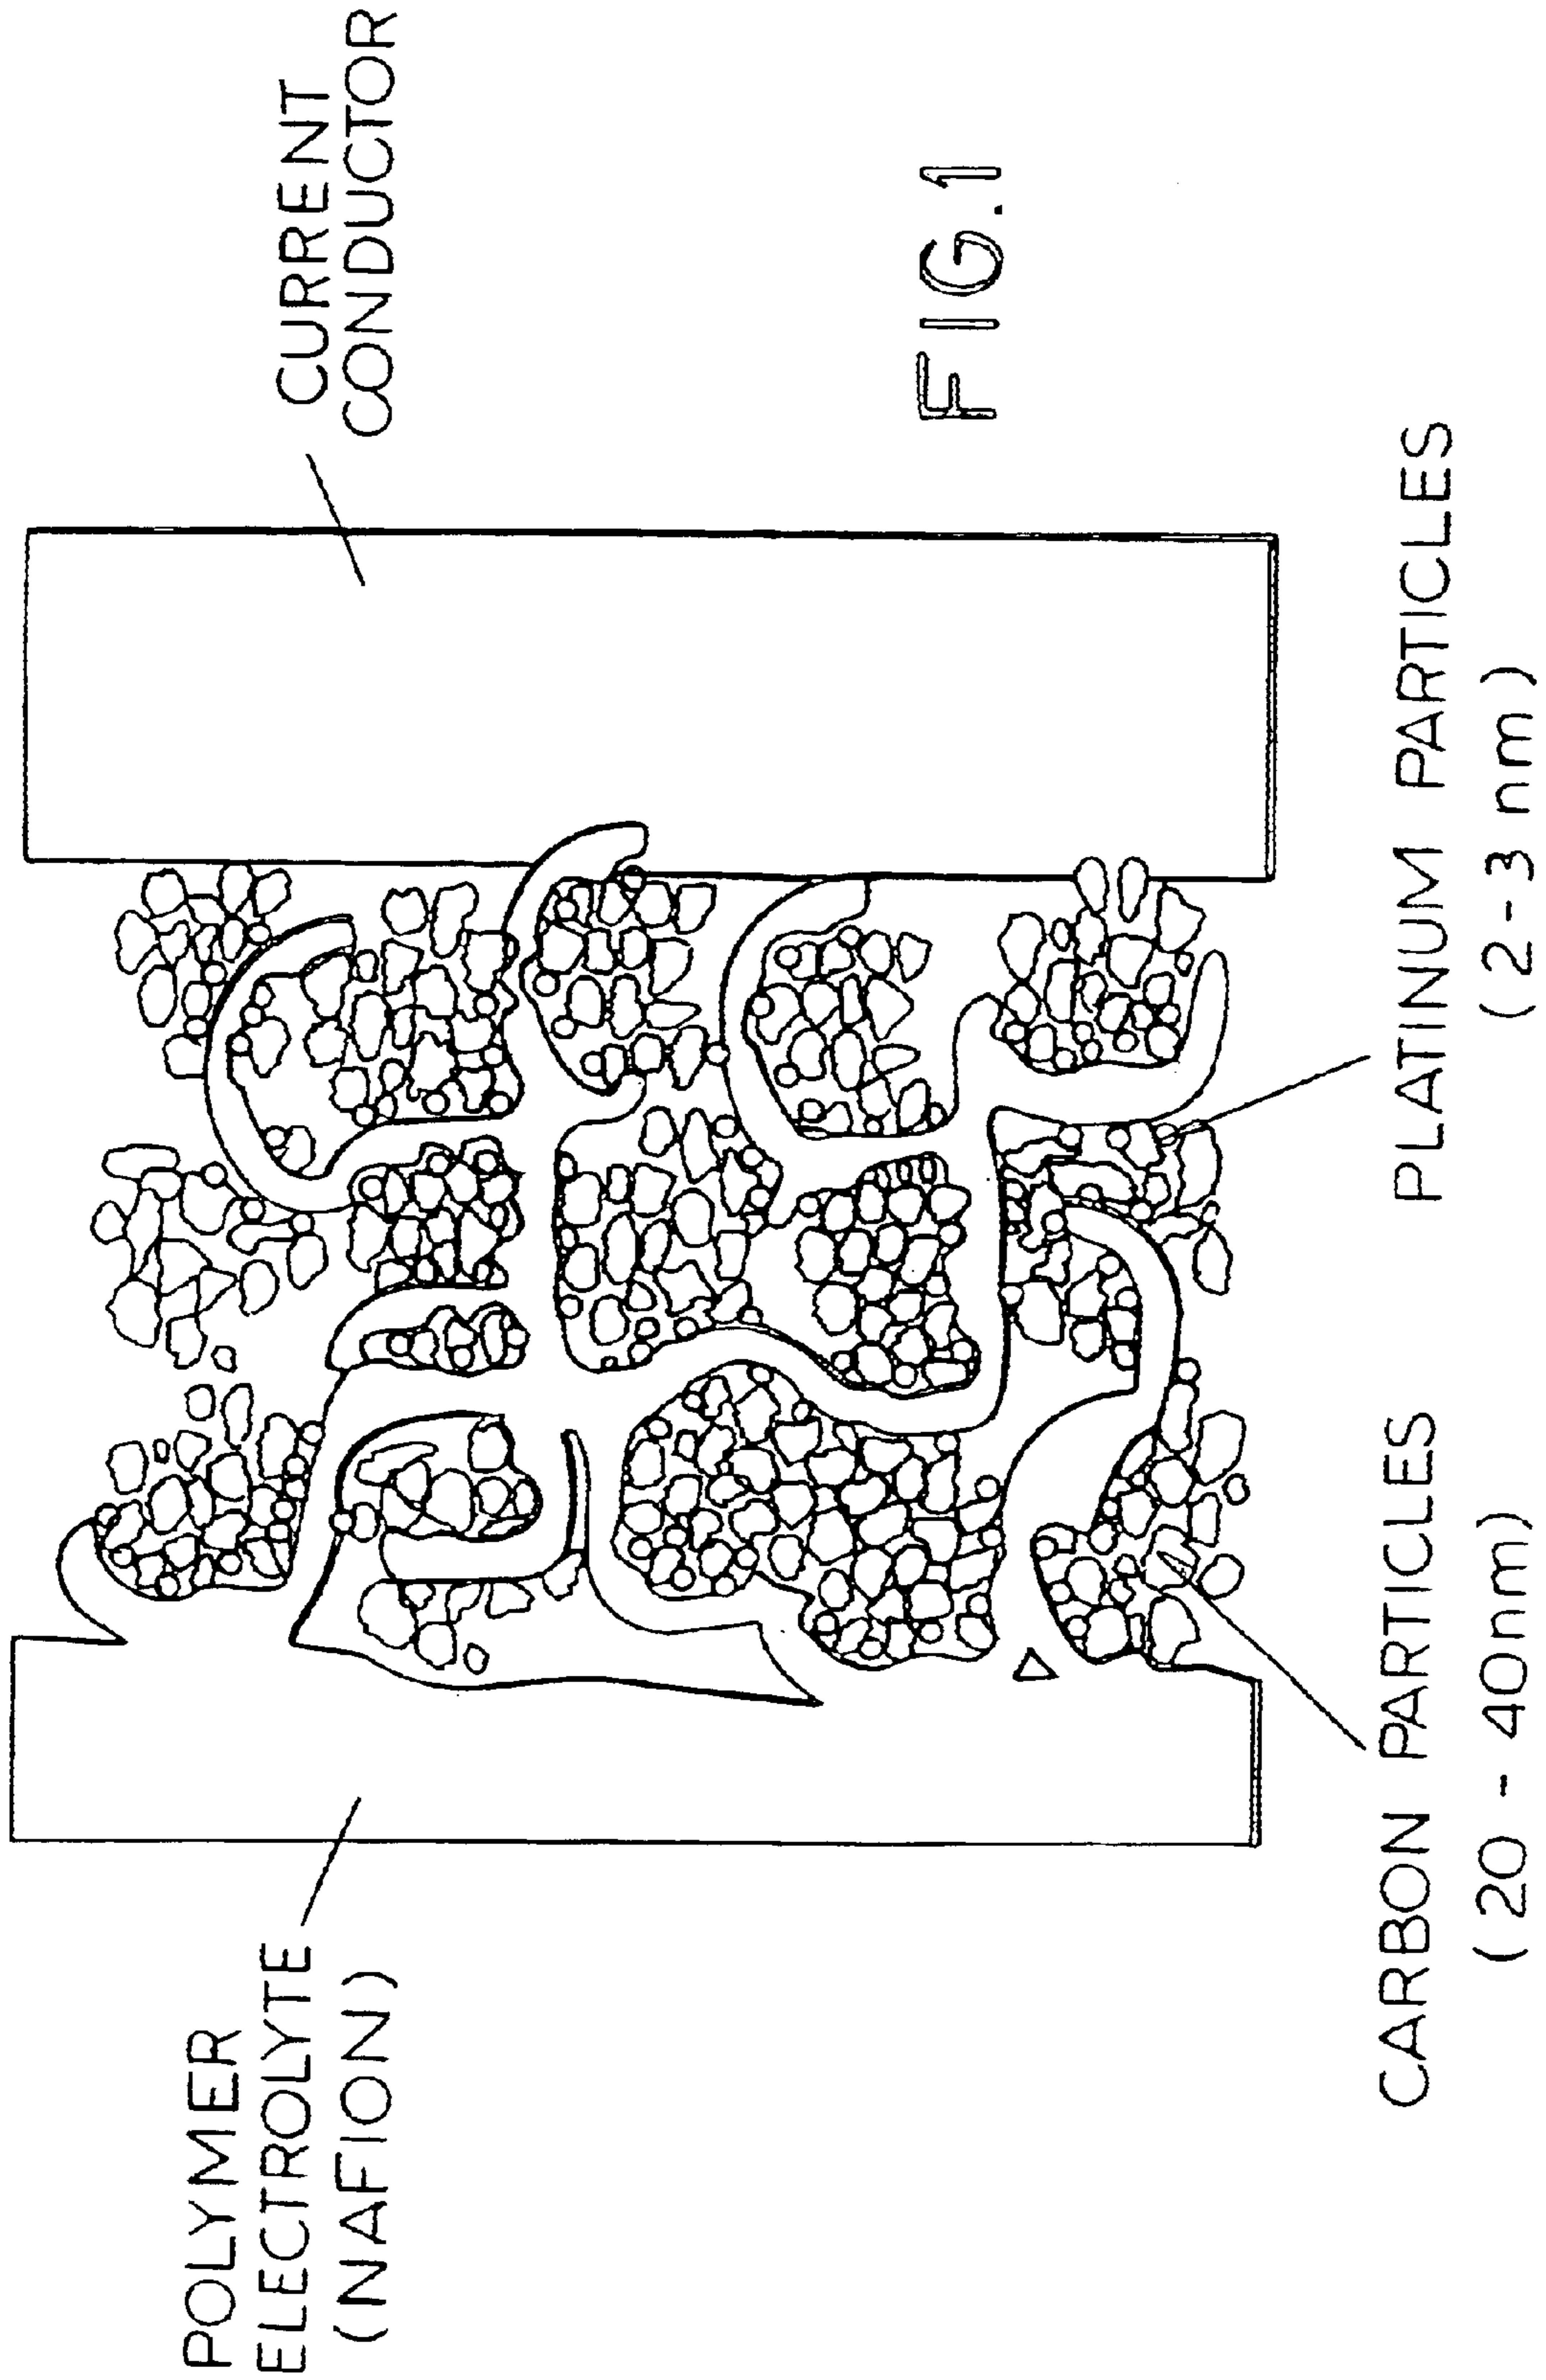 POLYMER
ELECTROLYTE
(NAFION)
CURRENT
CONDUCTOR
FIG.1
CARBON PARTICLES
(20 - 40nm)
PLATINUM PARTICLES
(2-3 nm)